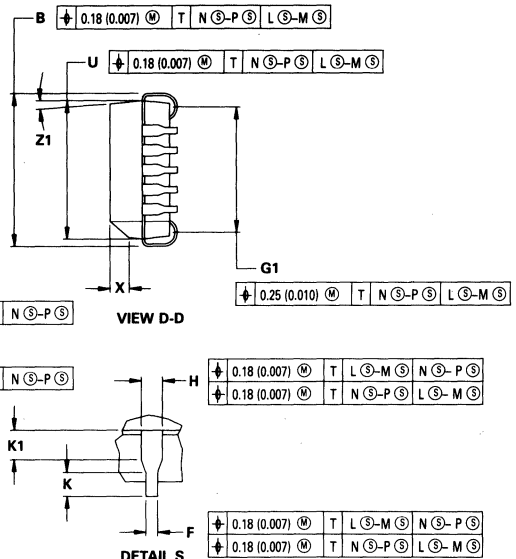 B ⌖ 0.18 (0.007) Ⓜ T N Ⓢ–P Ⓢ L Ⓢ–M Ⓢ
U ⌖ 0.18 (0.007) Ⓜ T N Ⓢ–P Ⓢ L Ⓢ–M Ⓢ
Z1
G1
X
⌖ 0.25 (0.010) Ⓜ T N Ⓢ–P Ⓢ L Ⓢ–M Ⓢ
N Ⓢ–P Ⓢ
VIEW D-D
N Ⓢ–P Ⓢ
H
⌖ 0.18 (0.007) Ⓜ T L Ⓢ–M Ⓢ N Ⓢ–P Ⓢ
⌖ 0.18 (0.007) Ⓜ T N Ⓢ–P Ⓢ L Ⓢ–M Ⓢ
K1
K
F
⌖ 0.18 (0.007) Ⓜ T L Ⓢ–M Ⓢ N Ⓢ–P Ⓢ
⌖ 0.18 (0.007) Ⓜ T N Ⓢ–P Ⓢ L Ⓢ–M Ⓢ
DETAIL S